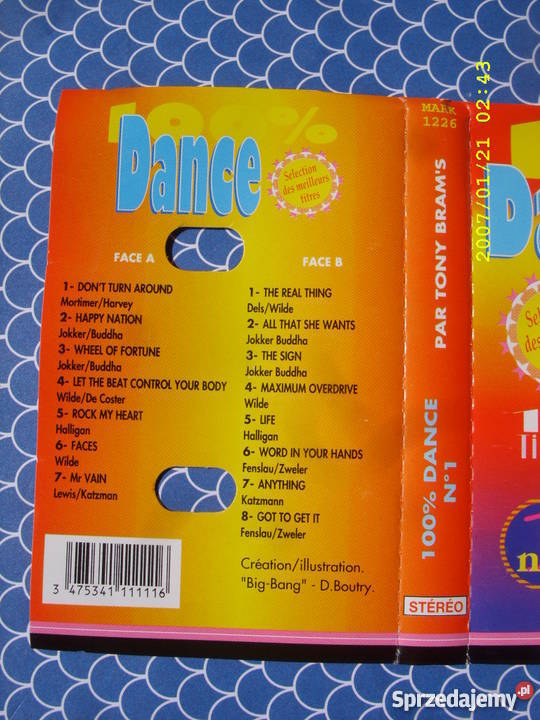 100%
Dance
Selection
des meilleurs
titres
FACE A
1- DON'T TURN AROUND
Mortimer/Harvey
2- HAPPY NATION
Jokker/Buddha
3- WHEEL OF FORTUNE
Jokker/Buddha
4- LET THE BEAT CONTROL YOUR BODY
Wilde/De Coster
5- ROCK MY HEART
Halligan
6- FACES
Wilde
7- Mr VAIN
Lewis/Katzman
FACE B
1- THE REAL THING
Dels/Wilde
2- ALL THAT SHE WANTS
Jokker Buddha
3- THE SIGN
Jokker Buddha
4- MAXIMUM OVERDRIVE
Wilde
5- LIFE
Halligan
6- WORD IN YOUR HANDS
Fenslau/Zweler
7- ANYTHING
Katzmann
8- GOT TO GET IT
Fenslau/Zweler
Création/illustration.
"Big-Bang" - D.Boutry.
3 475341 111116
MARK
1226
PAR TONY BRAM'S
100% DANCE
N°1
STÉRÉO
2007/01/21 02:43
Sprzedajemy.pl